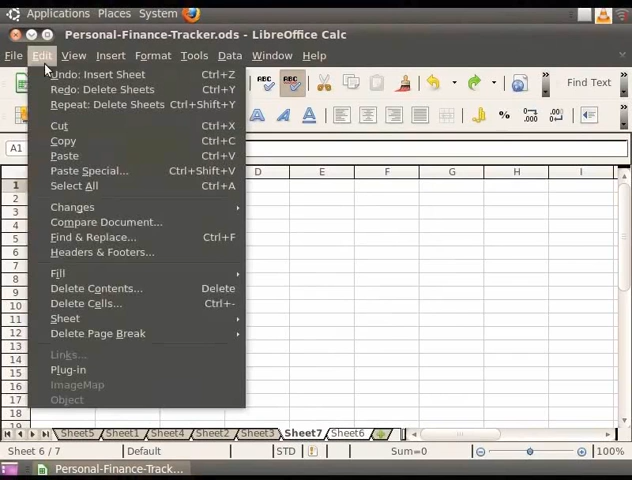 Applications Places System
Personal-Finance-Tracker.ods - LibreOffice Calc
File Edit View Insert Format Tools Data Window Help
Undo: Insert Sheet Ctrl+Z
Redo: Delete Sheets Ctrl+Y
Repeat: Delete Sheets Ctrl+Shift+Y
Cut Ctrl+X
Copy Ctrl+C
Paste Ctrl+V
Paste Special... Ctrl+Shift+V
Select All Ctrl+A
Changes
Compare Document...
Find & Replace... Ctrl+F
Headers & Footers...
Fill
Delete Contents... Delete
Delete Cells... Ctrl+-
Sheet
Delete Page Break
Links...
Plug-in
ImageMap
Object
ABC ABC Find Text
A A A % .000
A1
D E F G H I
1
2
3
4
5
6
7
8
9
10
11
12
13
14
15
16
17
18
19
Sheet5 Sheet1 Sheet4 Sheet2 Sheet3 Sheet7 Sheet6
Sheet 6 / 7 Default STD Sum=0 100%
Personal-Finance-Track...